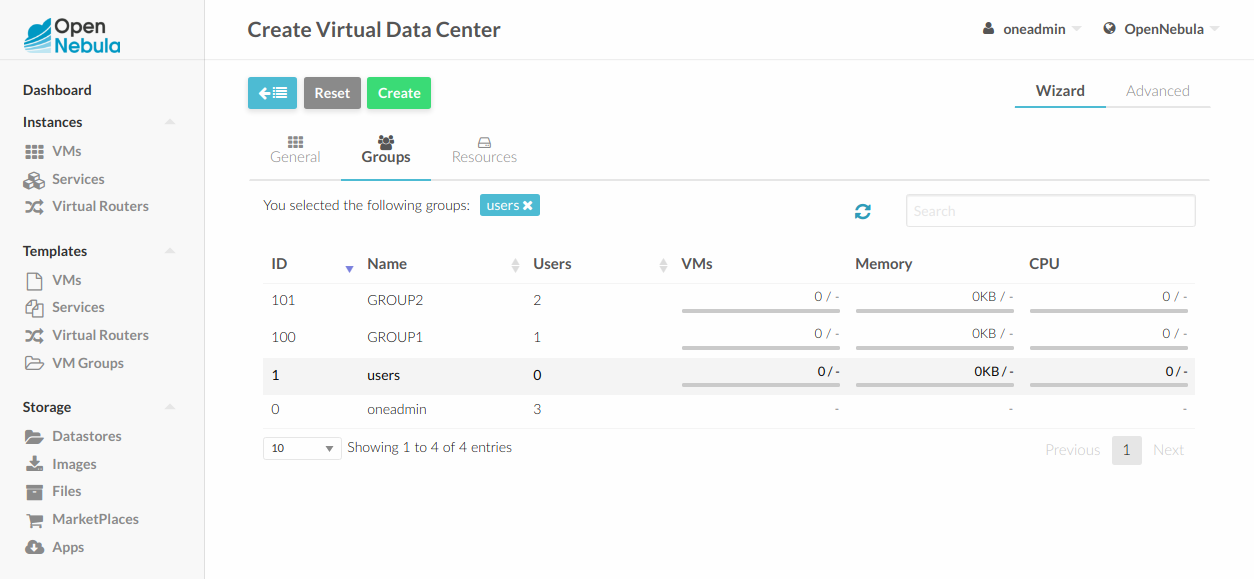 Open
Nebula
Create Virtual Data Center
oneadmin
OpenNebula
Dashboard
Instances
VMs
Services
Virtual Routers
Templates
VMs
Services
Virtual Routers
VM Groups
Storage
Datastores
Images
Files
MarketPlaces
Apps
Reset
Create
Wizard
Advanced
General
Groups
Resources
You selected the following groups: users
Search
ID Name Users VMs Memory CPU
101 GROUP2 2 0 / - 0KB / - 0 / -
100 GROUP1 1 0 / - 0KB / - 0 / -
1 users 0 0 / - 0KB / - 0 / -
0 oneadmin 3 - - -
10 Showing 1 to 4 of 4 entries
Previous 1 Next